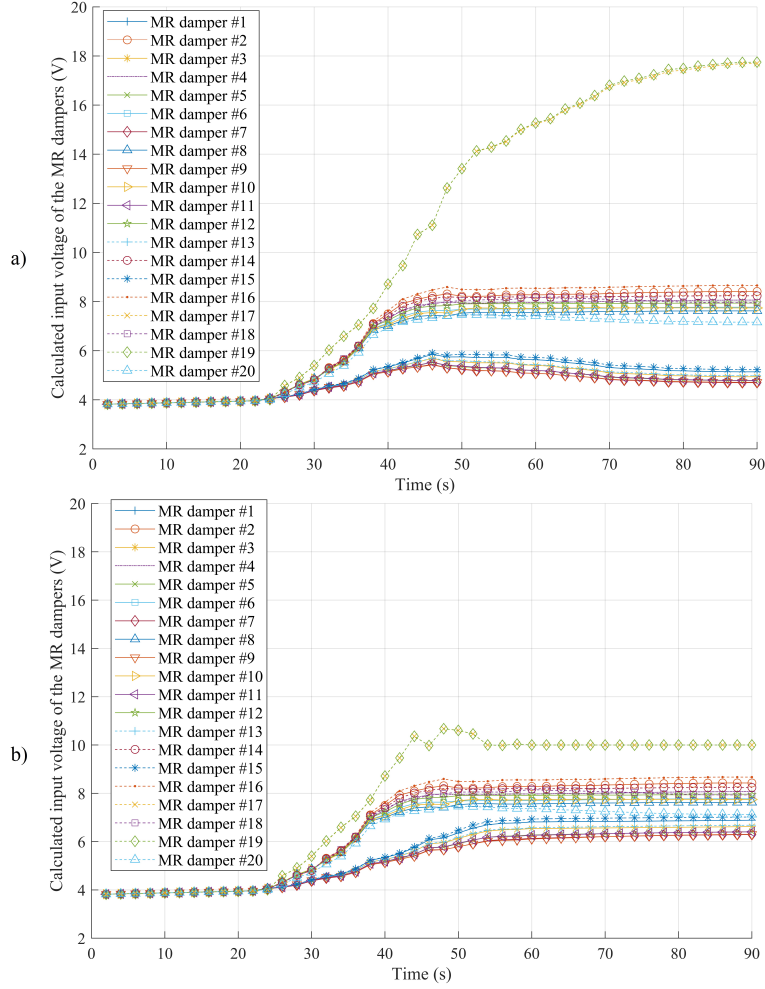 a)
Calculated input voltage of the MR dampers (V)
20
18
16
14
12
10
8
6
4
2
MR damper #1
MR damper #2
MR damper #3
MR damper #4
MR damper #5
MR damper #6
MR damper #7
MR damper #8
MR damper #9
MR damper #10
MR damper #11
MR damper #12
MR damper #13
MR damper #14
MR damper #15
MR damper #16
MR damper #17
MR damper #18
MR damper #19
MR damper #20
0 10 20 30 40 50 60 70 80 90
Time (s)
b)
Calculated input voltage of the MR dampers (V)
20
18
16
14
12
10
8
6
4
2
MR damper #1
MR damper #2
MR damper #3
MR damper #4
MR damper #5
MR damper #6
MR damper #7
MR damper #8
MR damper #9
MR damper #10
MR damper #11
MR damper #12
MR damper #13
MR damper #14
MR damper #15
MR damper #16
MR damper #17
MR damper #18
MR damper #19
MR damper #20
0 10 20 30 40 50 60 70 80 90
Time (s)